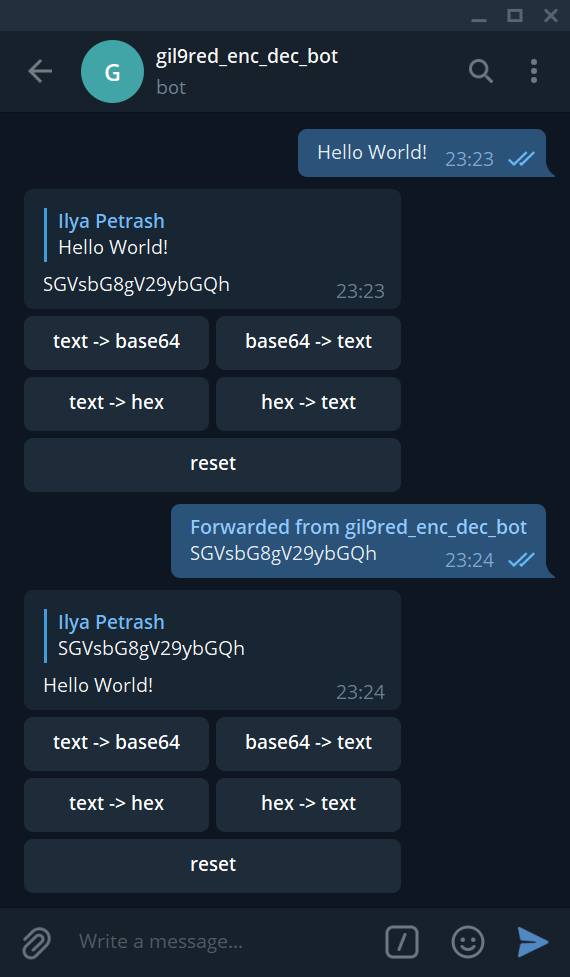 gil9red_enc_dec_bot
bot
G
Hello World! 23:23
Ilya Petrash
Hello World!
SGVsbG8gV29ybGQh 23:23
text -> base64 base64 -> text
text -> hex hex -> text
reset
Forwarded from gil9red_enc_dec_bot
SGVsbG8gV29ybGQh 23:24
Ilya Petrash
SGVsbG8gV29ybGQh
Hello World! 23:24
text -> base64 base64 -> text
text -> hex hex -> text
reset
Write a message...